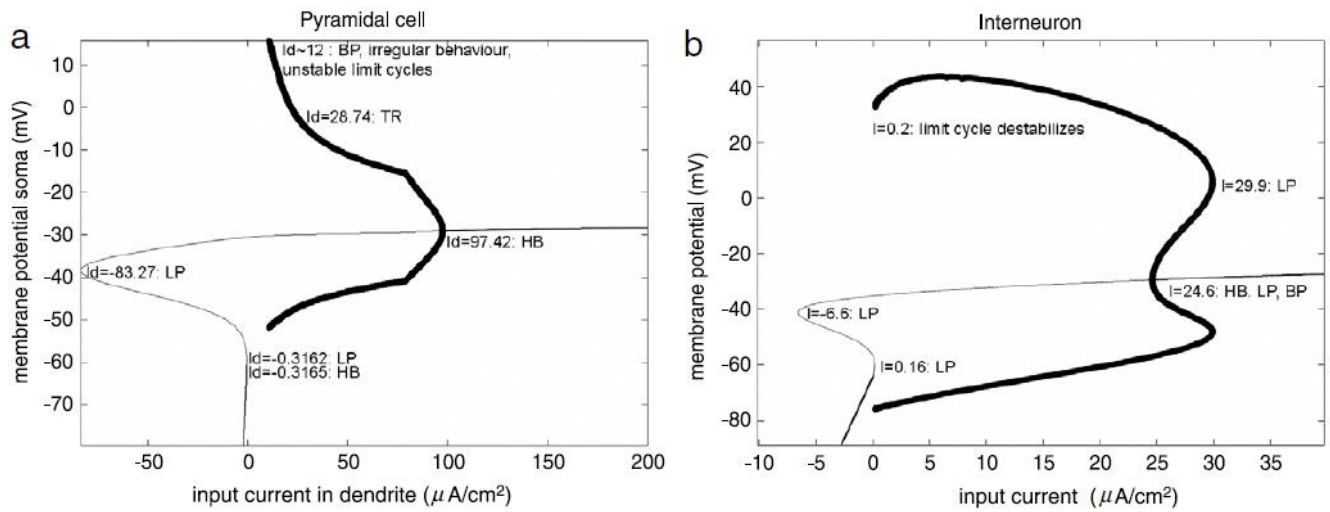 Pyramidal cell
a
Id~12 : BP, irregular behaviour,
unstable limit cycles
Id=28.74: TR
Id=97.42: HB
Id=-83.27: LP
Id=-0.3162: LP
Id=-0.3165: HB
membrane potential soma (mV)
10
0
-10
-20
-30
-40
-50
-60
-70
-50
0
50
100
150
200
input current in dendrite (μA/cm²)
Interneuron
b
I=0.2: limit cycle destabilizes
I=29.9: LP
I=24.6: HB. LP, BP
I=-6.6: LP
I=0.16: LP
membrane potential (mV)
40
20
0
-20
-40
-60
-80
-10
-5
0
5
10
15
20
25
30
35
input current (μA/cm²)